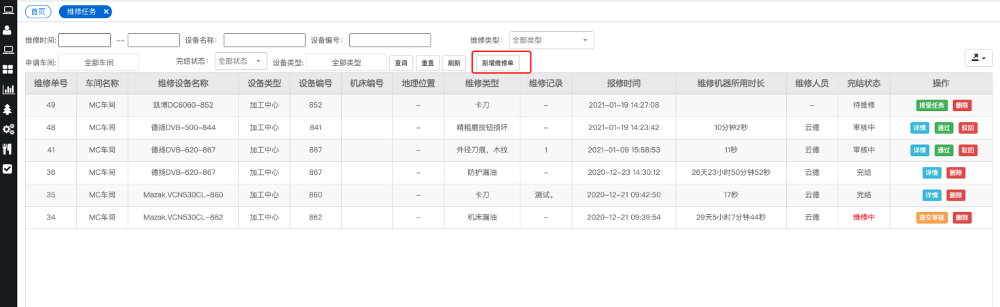 首页 维修任务 ×
维修时间: -- 设备名称: 设备编号: 维修类型: 全部类型
申请车间: 全部车间 完结状态: 全部状态 设备类型: 全部类型 查询 重置 刷新 新增维修单
维修单号 车间名称 维修设备名称 设备类型 设备编号 机床编号 地理位置 维修类型 维修记录 报修时间 维修机器所用时长 维修人员 完结状态 操作
49 MC车间 凯博DC6060-852 加工中心 852 - 卡刀 - 2021-01-19 14:27:08 - 待维修 接受任务 删除
48 MC车间 德扬DVB-500-844 加工中心 841 - 精粗磨按钮损坏 - 2021-01-19 14:23:42 10分钟2秒 云德 审核中 详情 通过 驳回
41 MC车间 德扬DVB-620-867 加工中心 867 - 外径刀痕，木纹 1 2021-01-09 15:58:53 11秒 云德 审核中 详情 通过 驳回
36 MC车间 德扬DVB-620-867 加工中心 867 - 防护漏油 - 2020-12-23 14:30:12 26天23小时50分钟52秒 云德 完结 详情 删除
35 MC车间 Mazak.VCN530CL-860 加工中心 860 - 卡刀 测试。 2020-12-21 09:42:50 17秒 云德 完结 详情 删除
34 MC车间 Mazak.VCN530CL-862 加工中心 862 - 机床漏油 - 2020-12-21 09:39:54 29天5小时7分钟44秒 云德 维修中 提交审核 删除